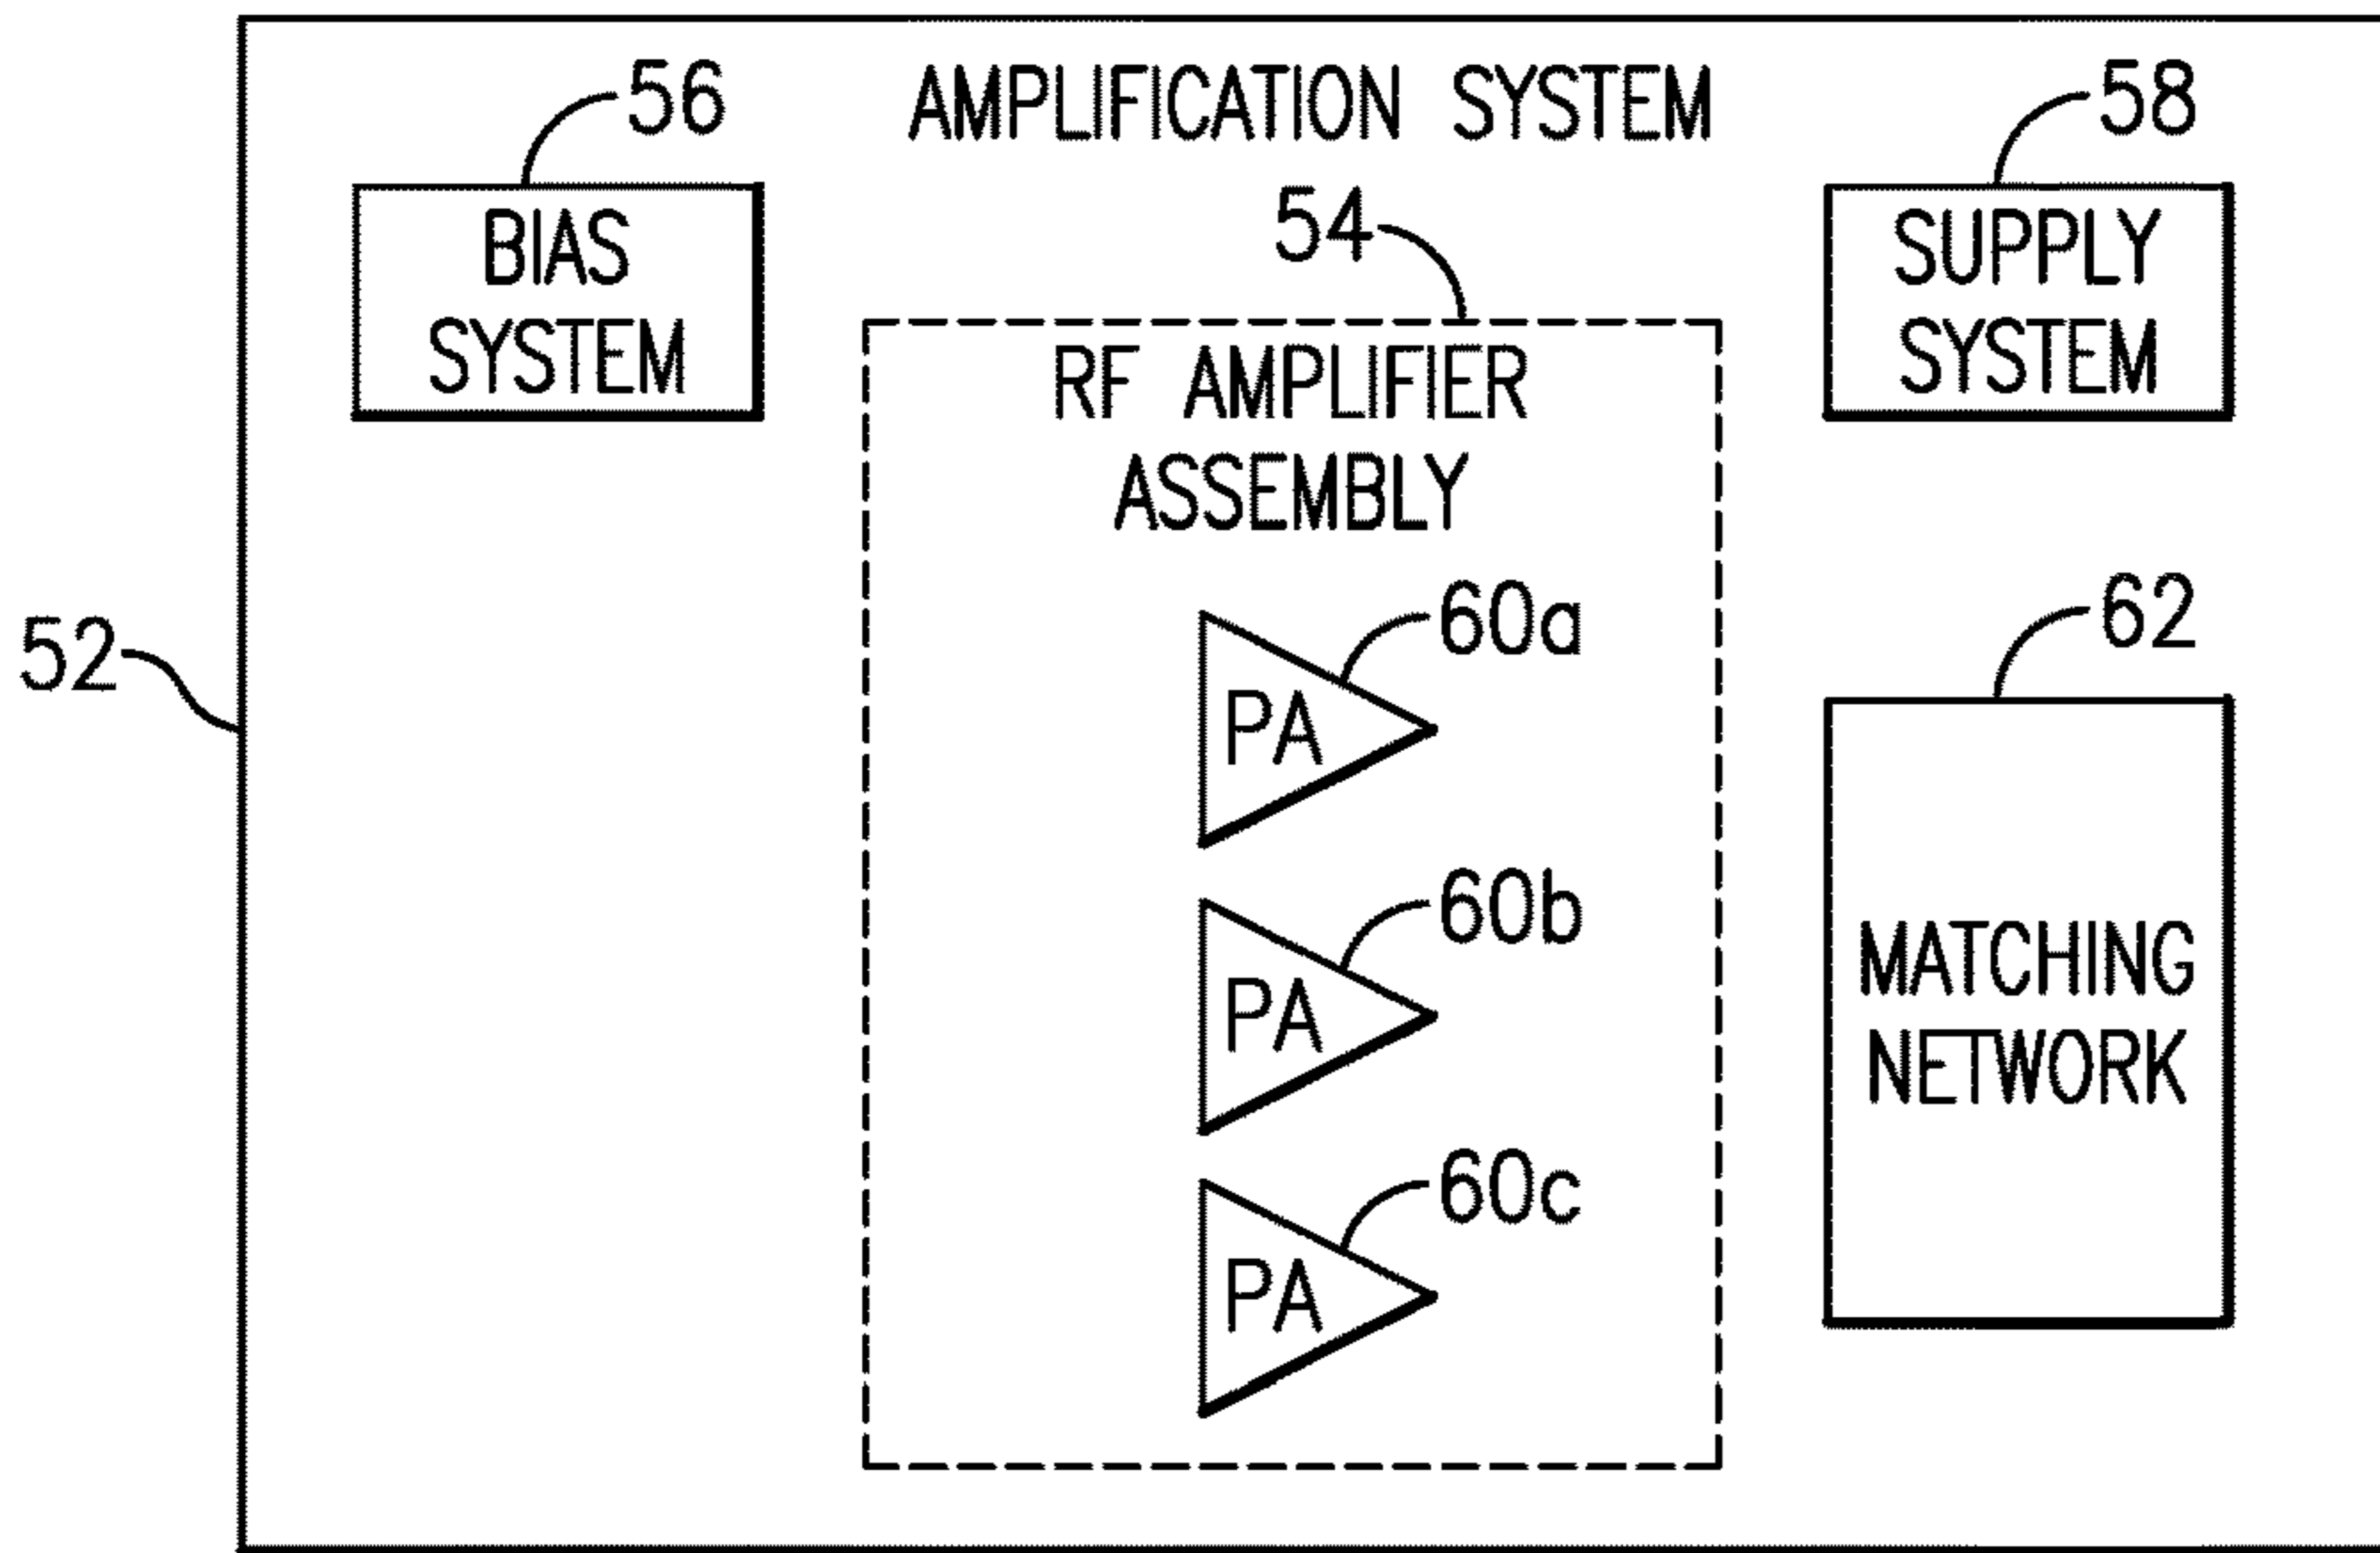 AMPLIFICATION SYSTEM
56
58
BIAS
SYSTEM
SUPPLY
SYSTEM
54
RF AMPLIFIER
ASSEMBLY
52
60a
PA
62
60b
PA
MATCHING
NETWORK
60c
PA